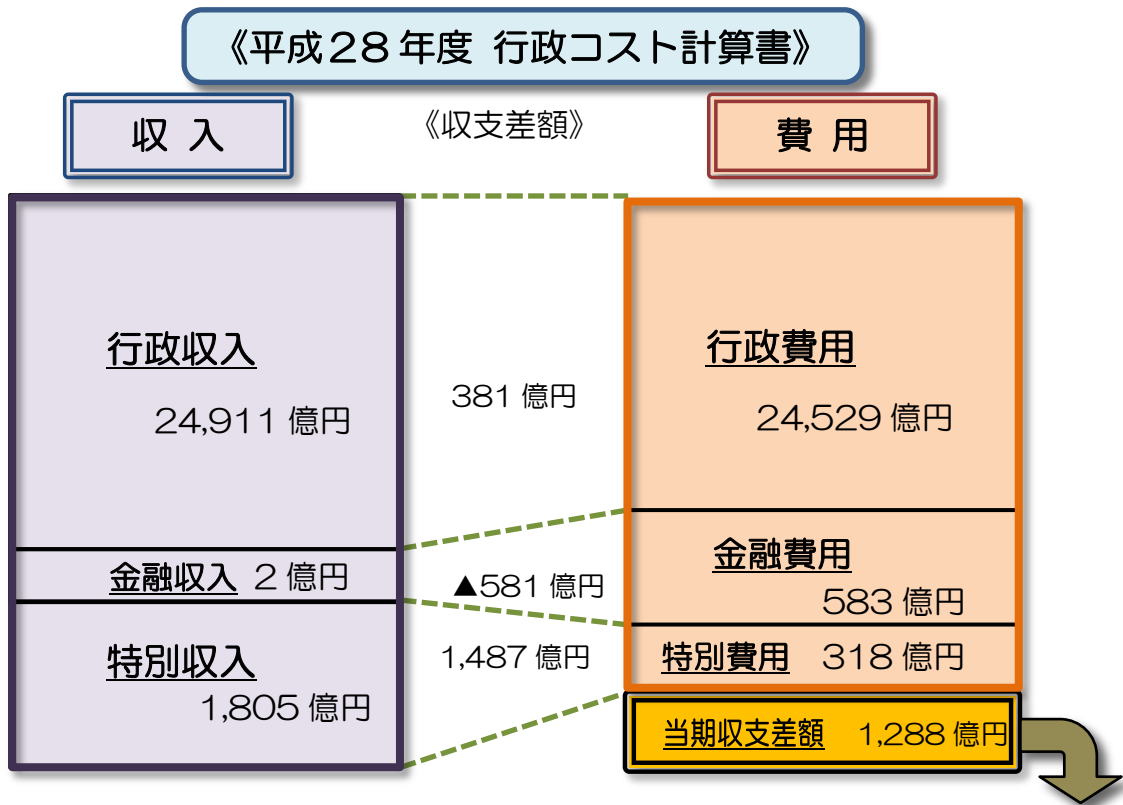 《平成28年度 行政コスト計算書》
収 入
《収支差額》
費 用
行政収入
24,911 億円
381 億円
行政費用
24,529 億円
金融収入 2 億円
▲581 億円
金融費用
583 億円
特別収入
1,805 億円
1,487 億円
特別費用 318 億円
当期収支差額 1,288 億円